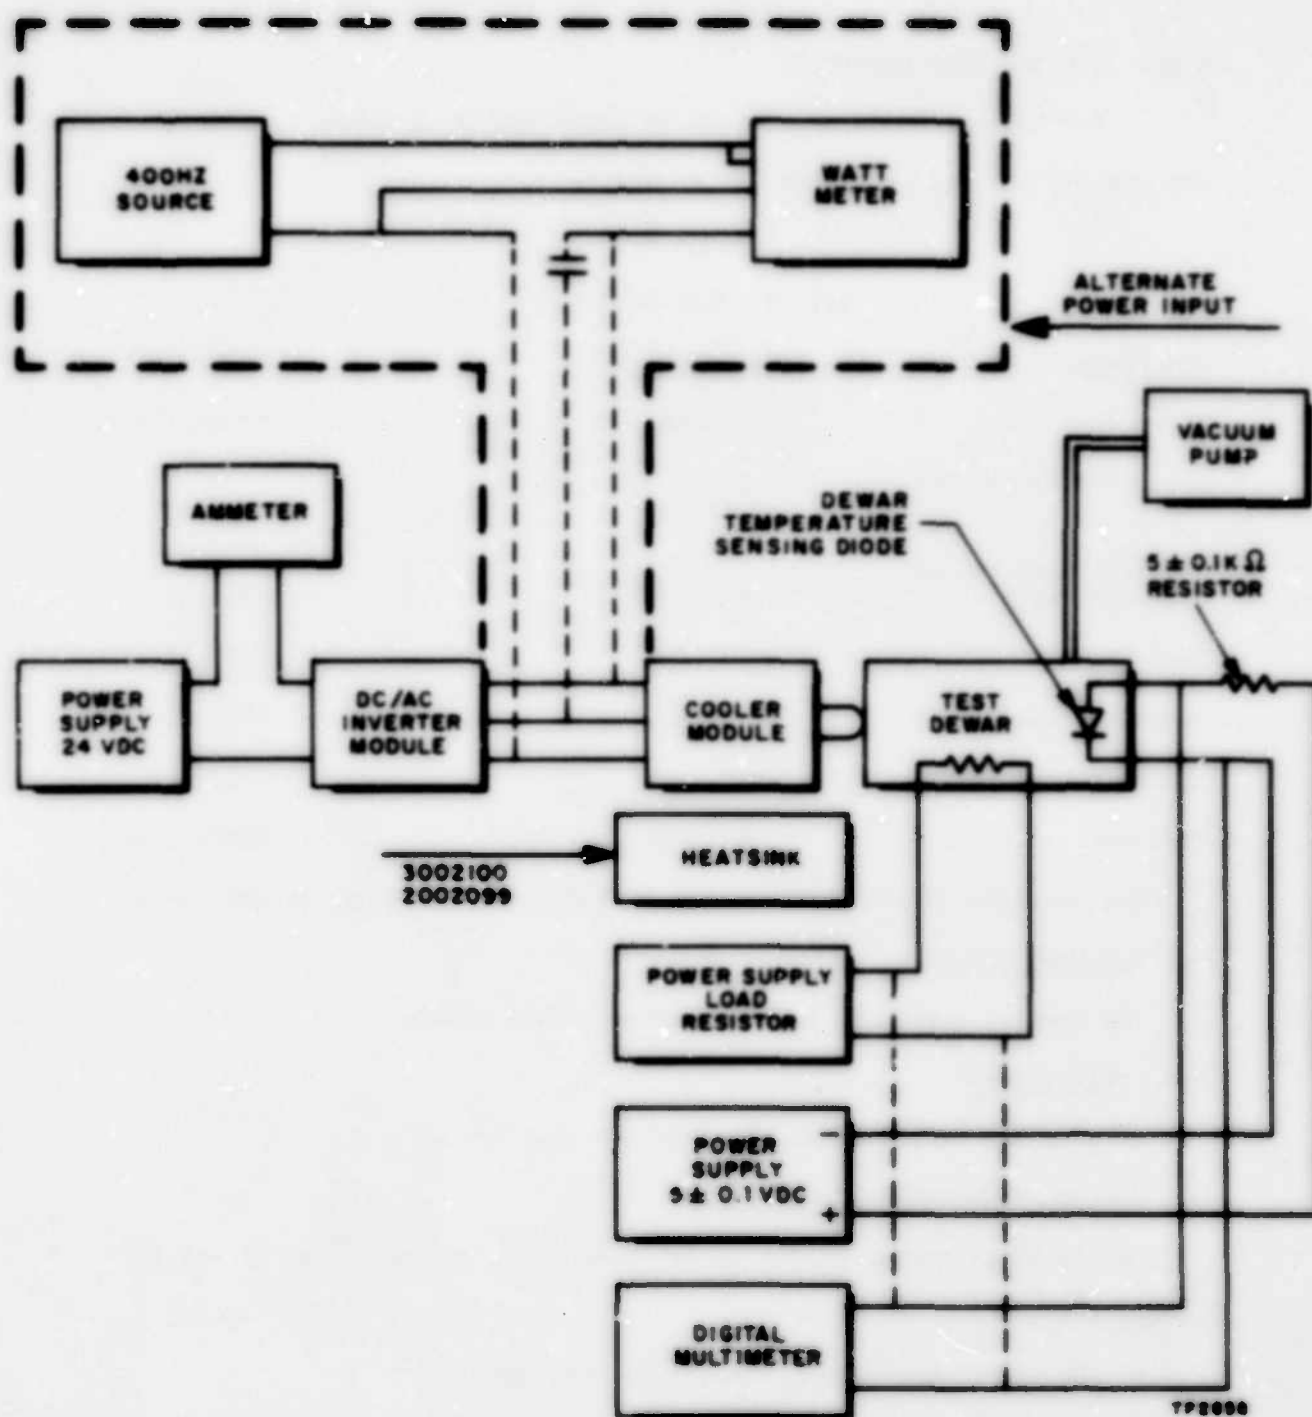 400HZ
SOURCE
WATT
METER
ALTERNATE
POWER INPUT
VACUUM
PUMP
AMMETER
DEWAR
TEMPERATURE
SENSING DIODE
5 ± 0.1K Ω
RESISTOR
POWER
SUPPLY
24 VDC
DC/AC
INVERTER
MODULE
COOLER
MODULE
TEST
DEWAR
HEATSINK
3002100
2002099
POWER SUPPLY
LOAD
RESISTOR
POWER
SUPPLY
5 ± 0.1 VDC
−
+
DIGITAL
MULTIMETER